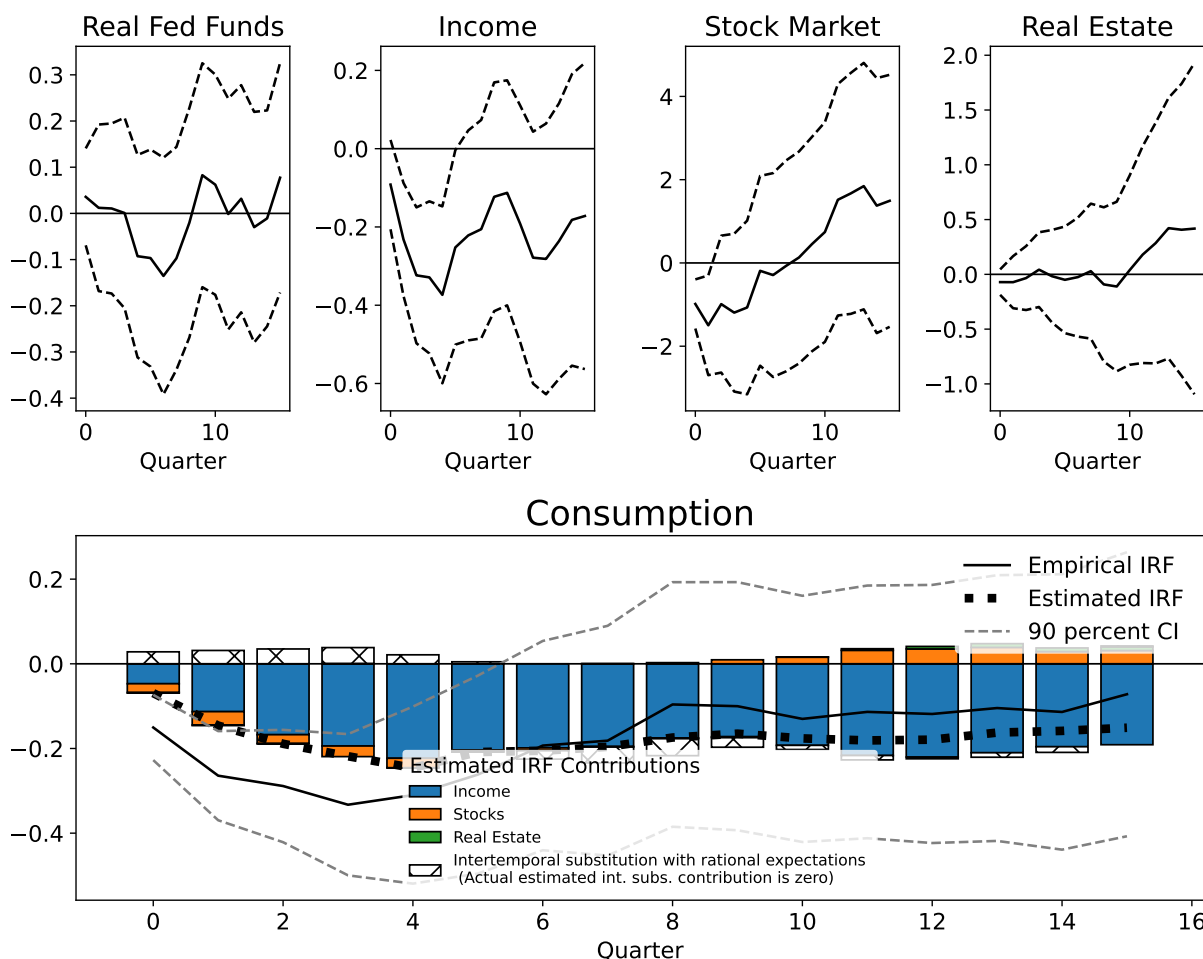 Real Fed Funds
Income
Stock Market
Real Estate
0.3
0.2
0.1
0.0
−0.1
−0.2
−0.3
−0.4
0.2
0.0
−0.2
−0.4
−0.6
4
2
0
−2
2.0
1.5
1.0
0.5
0.0
−0.5
−1.0
0 10
0 10
0 10
0 10
Quarter
Quarter
Quarter
Quarter
Consumption
0.2
0.0
−0.2
−0.4
Empirical IRF
Estimated IRF
90 percent CI
Estimated IRF Contributions
Income
Stocks
Real Estate
Intertemporal substitution with rational expectations
(Actual estimated int. subs. contribution is zero)
0 2 4 6 8 10 12 14 16
Quarter